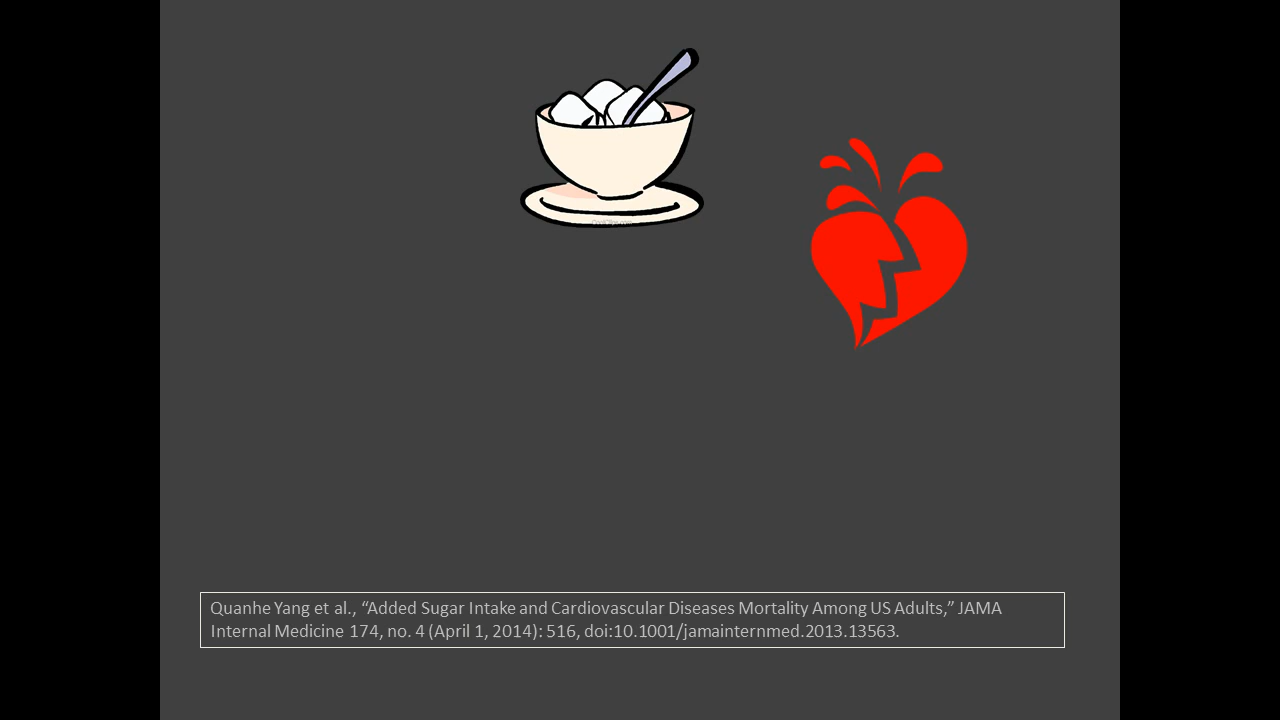 Quanhe Yang et al., “Added Sugar Intake and Cardiovascular Diseases Mortality Among US Adults,” JAMA
Internal Medicine 174, no. 4 (April 1, 2014): 516, doi:10.1001/jamainternmed.2013.13563.